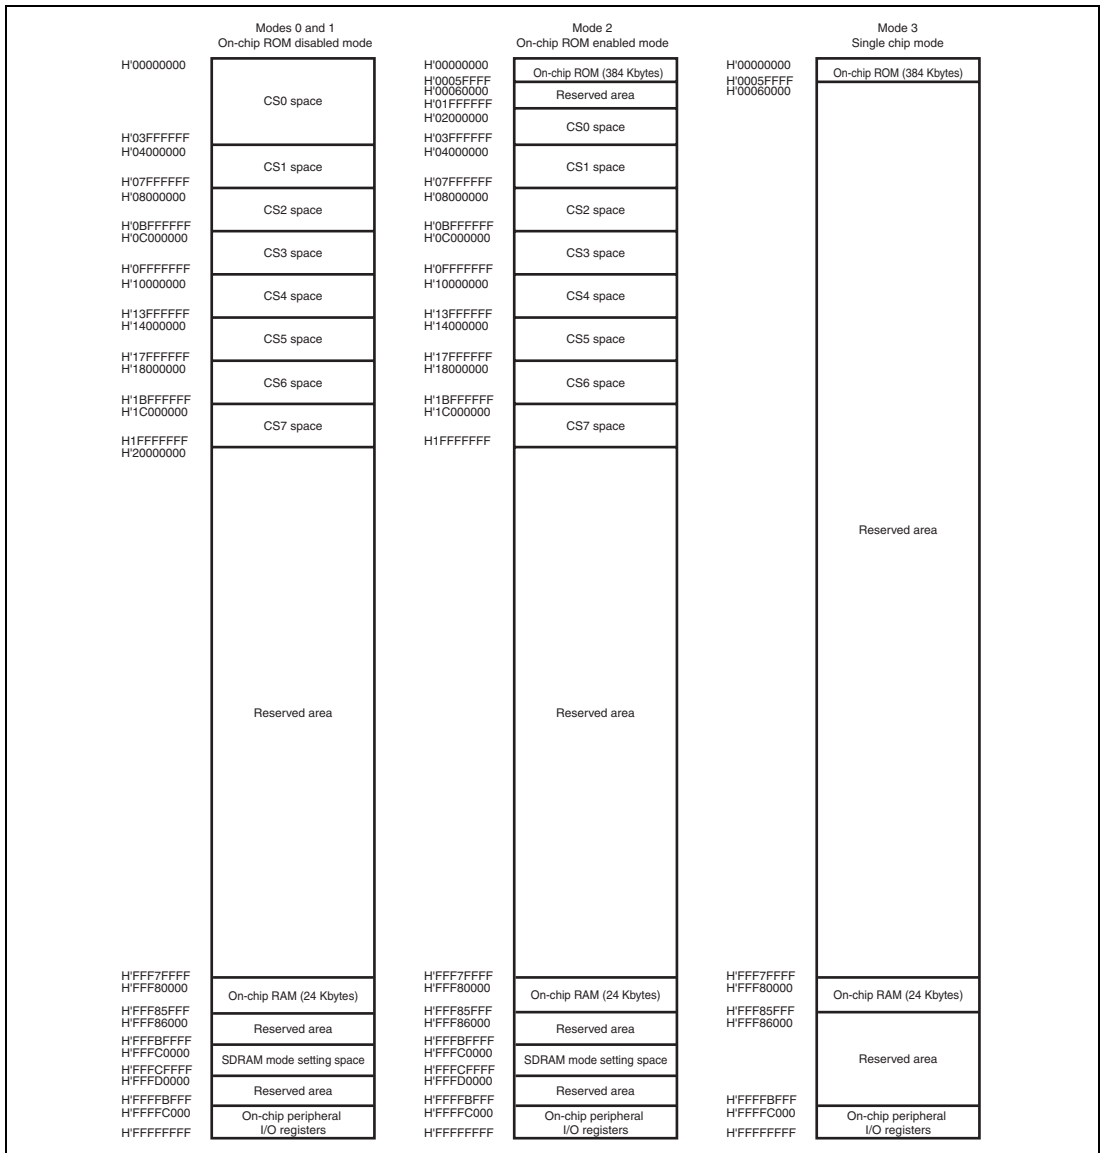 Modes 0 and 1
On-chip ROM disabled mode
H'00000000
CS0 space
H'03FFFFFF
H'04000000
CS1 space
H'07FFFFFF
H'08000000
CS2 space
H'0BFFFFFF
H'0C000000
CS3 space
H'0FFFFFFF
H'10000000
CS4 space
H'13FFFFFF
H'14000000
CS5 space
H'17FFFFFF
H'18000000
CS6 space
H'1BFFFFFF
H'1C000000
CS7 space
H1FFFFFFF
H'20000000
Reserved area
H'FFF7FFFF
H'FFF80000
On-chip RAM (24 Kbytes)
H'FFF85FFF
H'FFF86000
Reserved area
H'FFFBFFFF
H'FFFC0000
SDRAM mode setting space
H'FFFCFFFF
H'FFFD0000
Reserved area
H'FFFFBFFF
H'FFFFC000
On-chip peripheral
I/O registers
H'FFFFFFFF
Mode 2
On-chip ROM enabled mode
H'00000000
On-chip ROM (384 Kbytes)
H'0005FFFF
H'00060000
Reserved area
H'01FFFFFF
H'02000000
CS0 space
H'03FFFFFF
H'04000000
CS1 space
H'07FFFFFF
H'08000000
CS2 space
H'0BFFFFFF
H'0C000000
CS3 space
H'0FFFFFFF
H'10000000
CS4 space
H'13FFFFFF
H'14000000
CS5 space
H'17FFFFFF
H'18000000
CS6 space
H'1BFFFFFF
H'1C000000
CS7 space
H1FFFFFFF
Reserved area
H'FFF7FFFF
H'FFF80000
On-chip RAM (24 Kbytes)
H'FFF85FFF
H'FFF86000
Reserved area
H'FFFBFFFF
H'FFFC0000
SDRAM mode setting space
H'FFFCFFFF
H'FFFD0000
Reserved area
H'FFFFBFFF
H'FFFFC000
On-chip peripheral
I/O registers
H'FFFFFFFF
Mode 3
Single chip mode
H'00000000
On-chip ROM (384 Kbytes)
H'0005FFFF
H'00060000
Reserved area
H'FFF7FFFF
H'FFF80000
On-chip RAM (24 Kbytes)
H'FFF85FFF
H'FFF86000
Reserved area
H'FFFFBFFF
H'FFFFC000
On-chip peripheral
I/O registers
H'FFFFFFFF